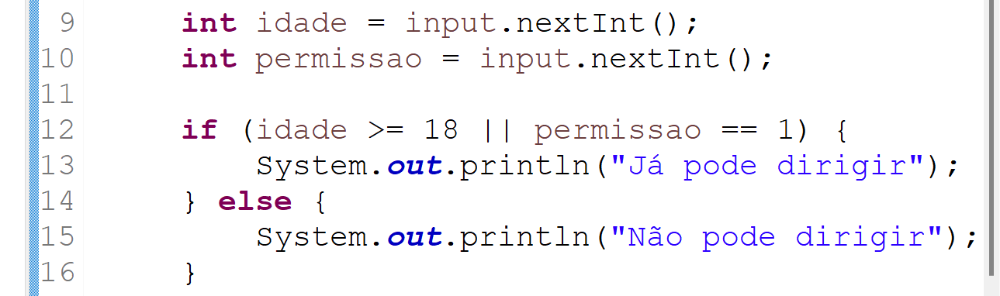 9 int idade = input.nextInt();
10 int permissao = input.nextInt();
11
12 if (idade >= 18 || permissao == 1) {
13 System.out.println("Já pode dirigir");
14 } else {
15 System.out.println("Não pode dirigir");
16 }